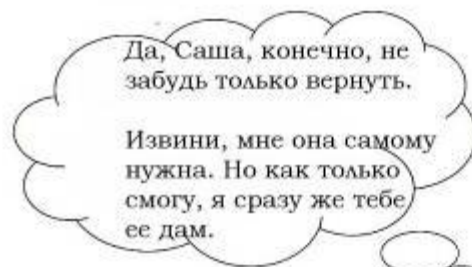 Да, Саша, конечно, не
забудь только вернуть.
Извини, мне она самому
нужна. Но как только
смогу, я сразу же тебе
ее дам.